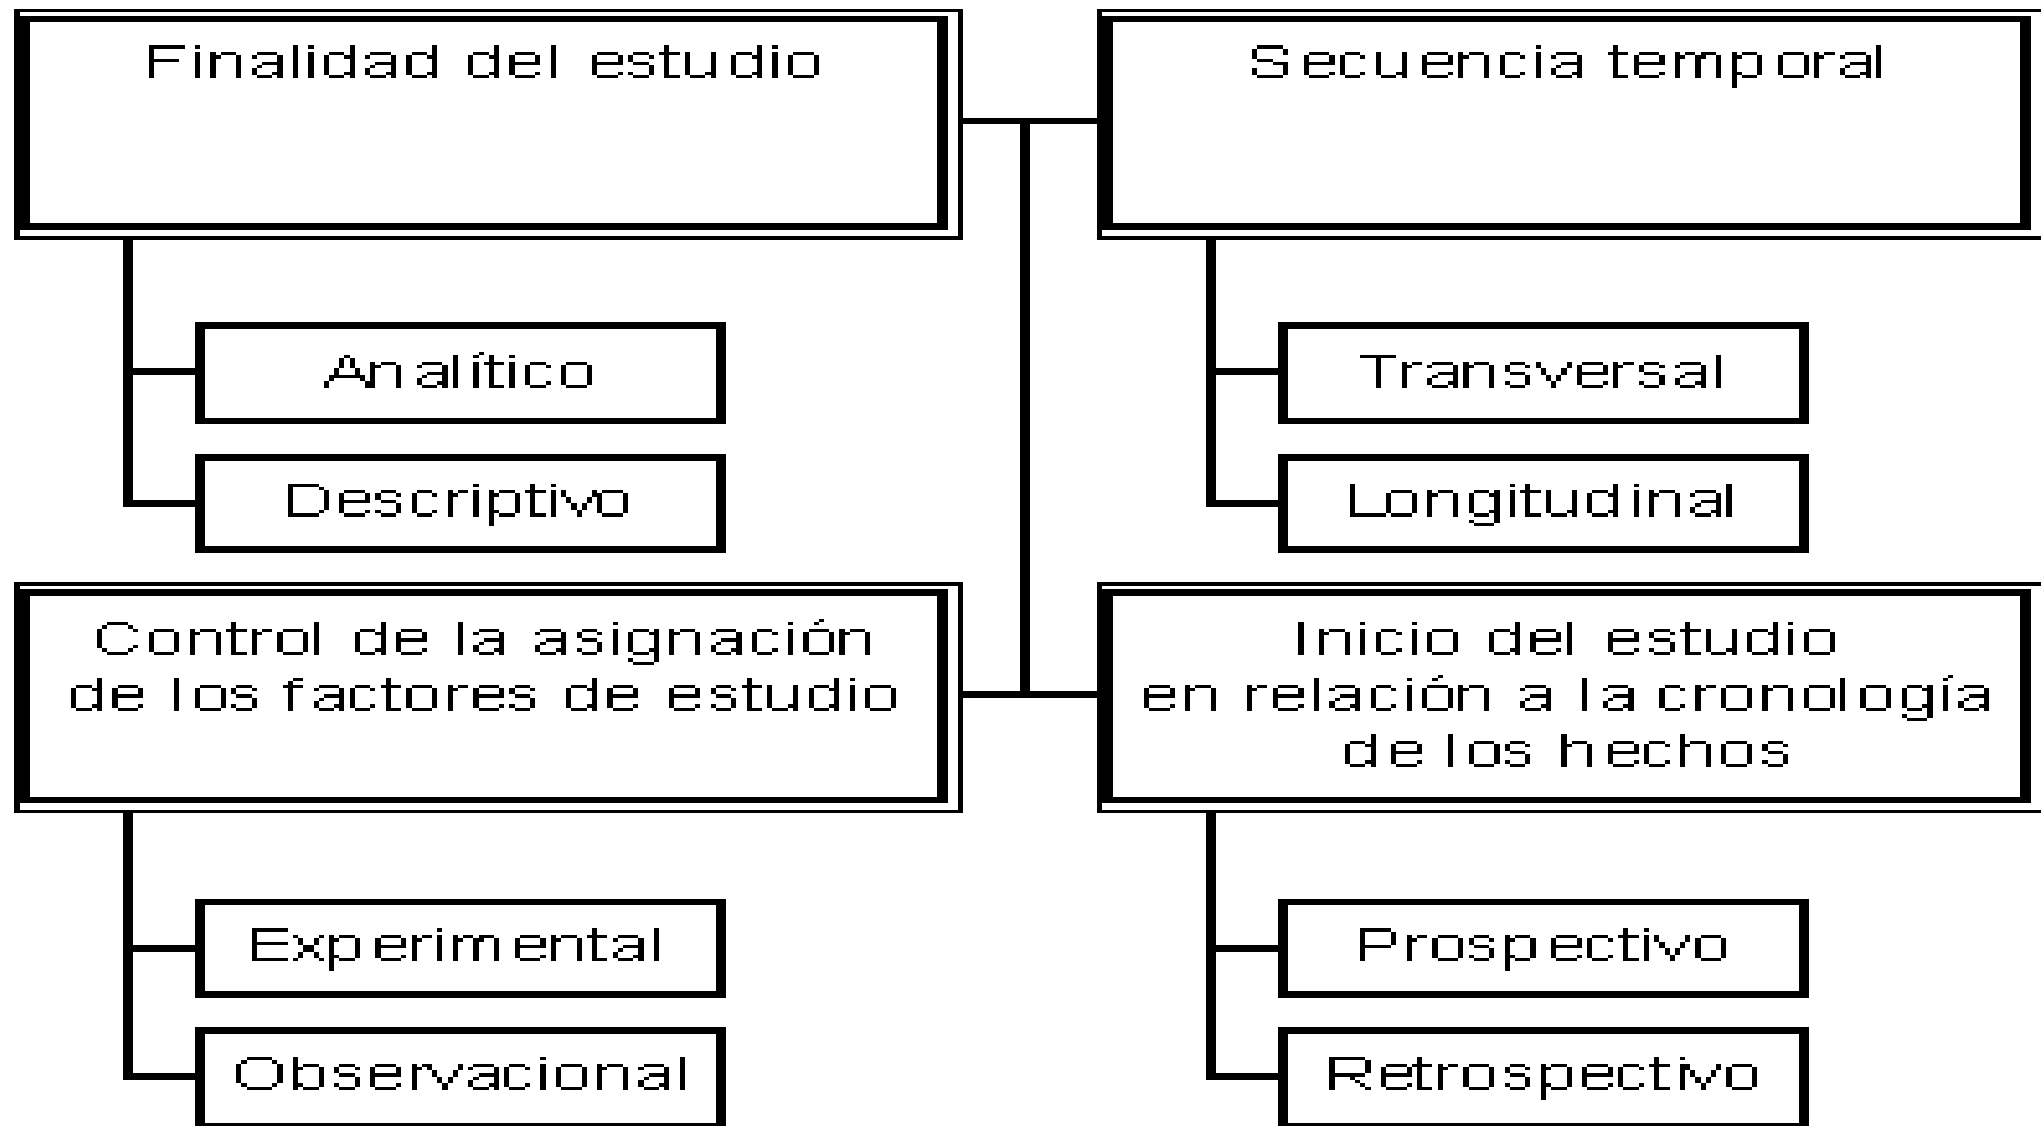 Finalidad del estudio
Analítico
Descriptivo
Secuencia temporal
Transversal
Longitudinal
Control de la asignación
de los factores de estudio
Experimental
Observacional
Inicio del estudio
en relación a la cronología
de los hechos
Prospectivo
Retrospectivo